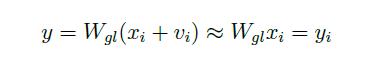 y = W_{gl}(x_i + v_i) ≈ W_{gl}x_i = y_i